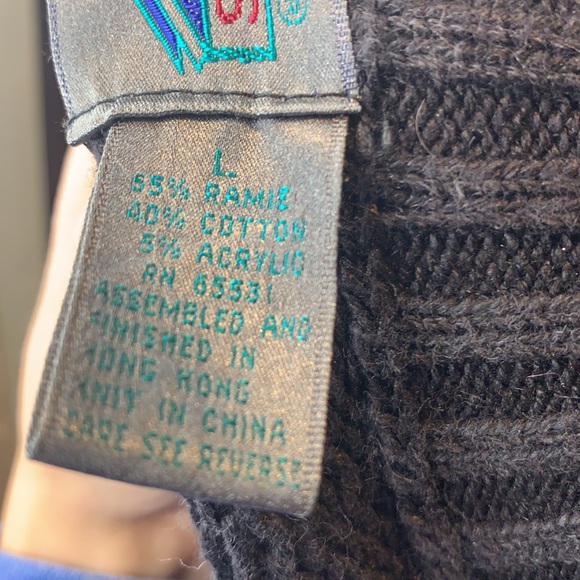 L.
55% RAMIE
40% COTTON
5% ACRYLIC
RN 65531
ASSEMBLED AND
FINISHED IN
HONG KONG
KNIT IN CHINA
CARE SEE REVERSE